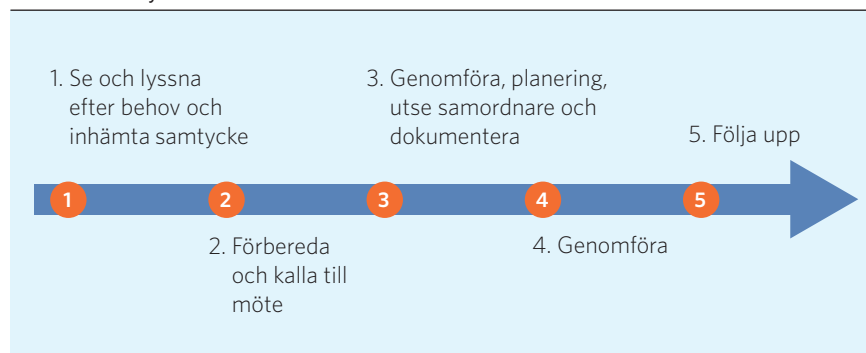 1. Se och lyssna
efter behov och
inhämta samtycke
3. Genomföra, planering,
utse samordnare och
dokumentera
5. Följa upp
1
2
3
4
5
2. Förbereda
och kalla till
möte
4. Genomföra